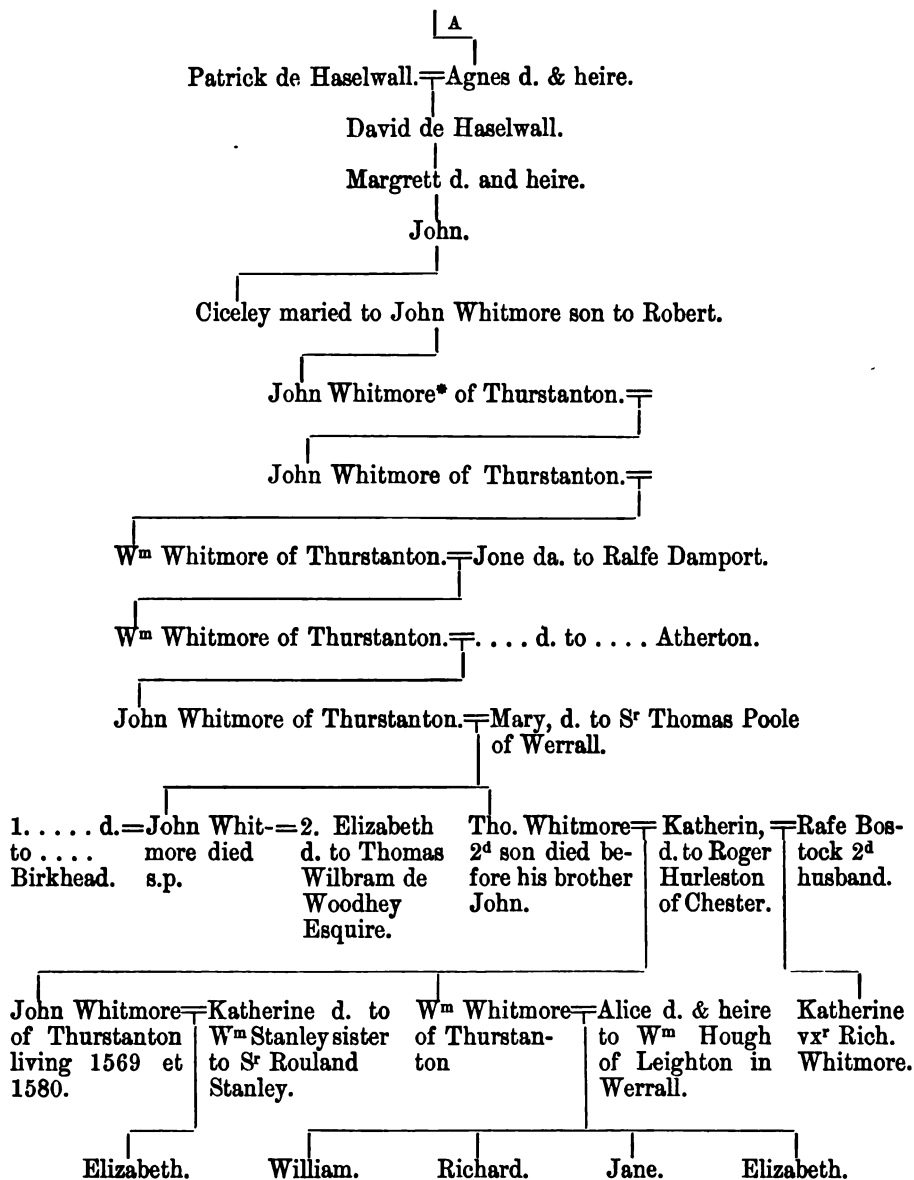 A
Patrick de Haselwall.=Agnes d. & heire.
David de Haselwall.
Margrett d. and heire.
John.
Ciceley maried to John Whitmore son to Robert.
John Whitmore* of Thurstanton.=
John Whitmore of Thurstanton.=
Wm Whitmore of Thurstanton.=Jone da. to Ralfe Damport.
Wm Whitmore of Thurstanton.=. . . . d. to . . . . Atherton.
John Whitmore of Thurstanton.=Mary, d. to Sr Thomas Poole
of Werrall.
1. . . . . d.=
to . . . .
Birkhead.
John Whit-=
more died
s.p.
2. Elizabeth
d. to Thomas
Wilbram de
Woodhey
Esquire.
Tho. Whitmore=
2d son died be-
fore his brother
John.
Katherin,=
d. to Roger
Hurleston
of Chester.
Rafe Bos-
tock 2d
husband.
John Whitmore=
of Thurstanton
living 1569 et
1580.
Katherine d. to
Wm Stanley sister
to Sr Rouland
Stanley.
Wm Whitmore=
of Thurstan-
ton
Alice d. & heire
to Wm Hough
of Leighton in
Werrall.
Katherine
vxr Rich.
Whitmore.
Elizabeth. William. Richard. Jane. Elizabeth.